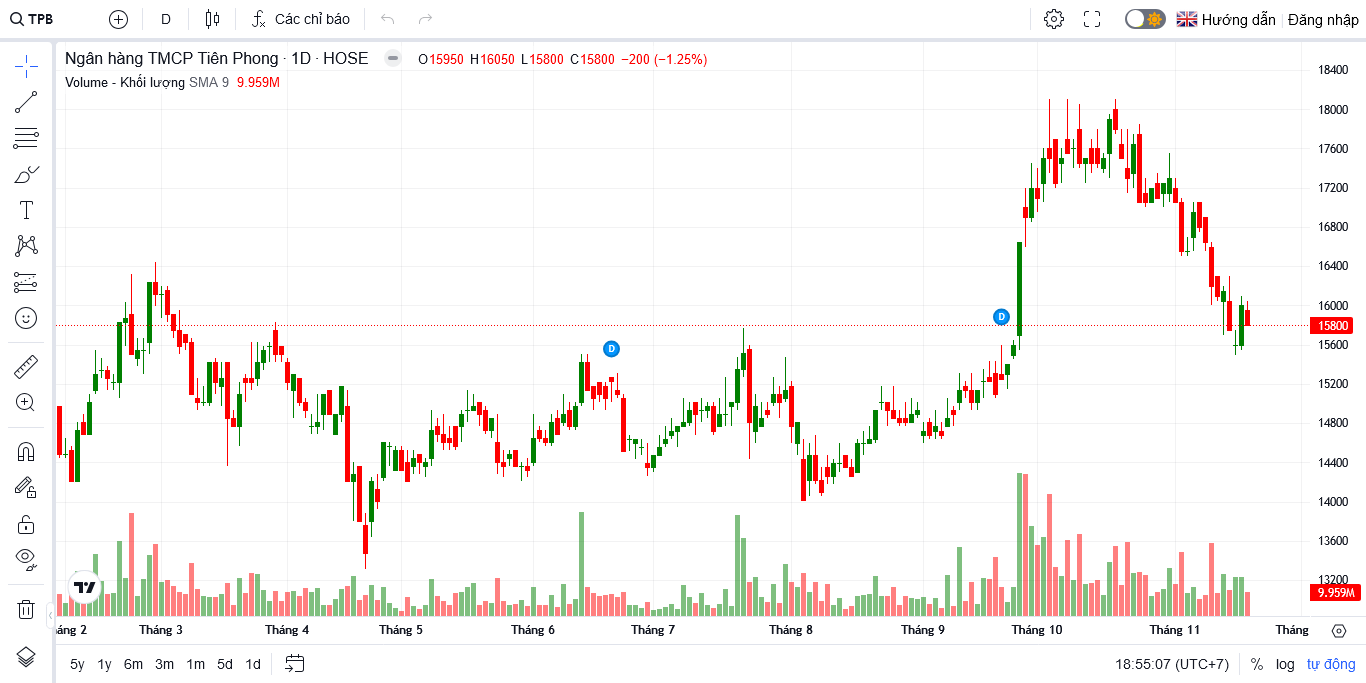 TPB D Các chỉ báo Hướng dẫn Đăng nhập
Ngân hàng TMCP Tiên Phong · 1D · HOSE O15950 H16050 L15800 C15800 −200 (−1.25%)
Volume - Khối lượng SMA 9 9.959M
18400
18000
17600
17200
16800
16400
16000
15800
15600
15200
14800
14400
14000
13600
13200
9.959M
D
D
áng 2 Tháng 3 Tháng 4 Tháng 5 Tháng 6 Tháng 7 Tháng 8 Tháng 9 Tháng 10 Tháng 11 Tháng
5y 1y 6m 3m 1m 5d 1d 18:55:07 (UTC+7) % log tự động